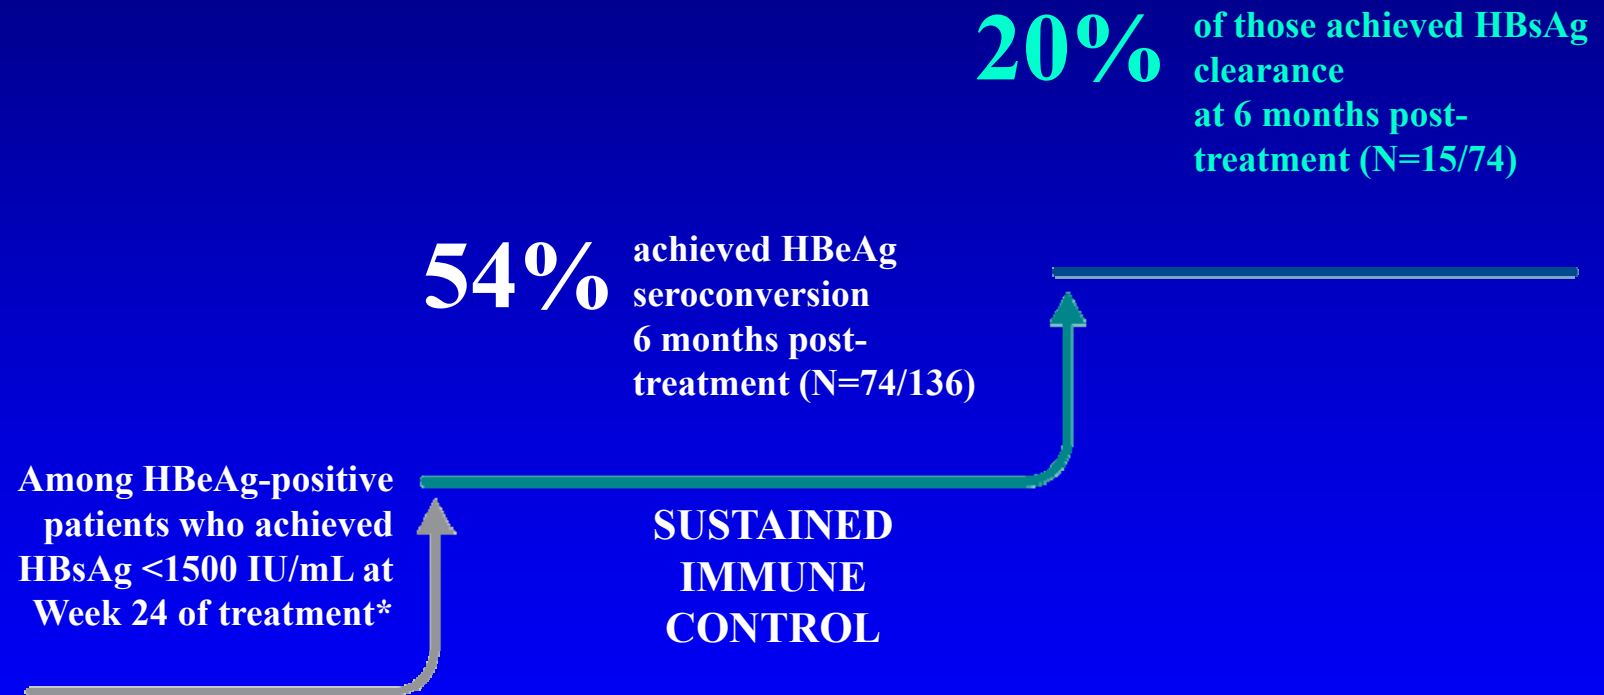 20%
of those achieved HBsAg
clearance
at 6 months post-
treatment (N=15/74)
54%
achieved HBeAg
seroconversion
6 months post-
treatment (N=74/136)
Among HBeAg-positive
patients who achieved
HBsAg <1500 IU/mL at
Week 24 of treatment*
SUSTAINED
IMMUNE
CONTROL